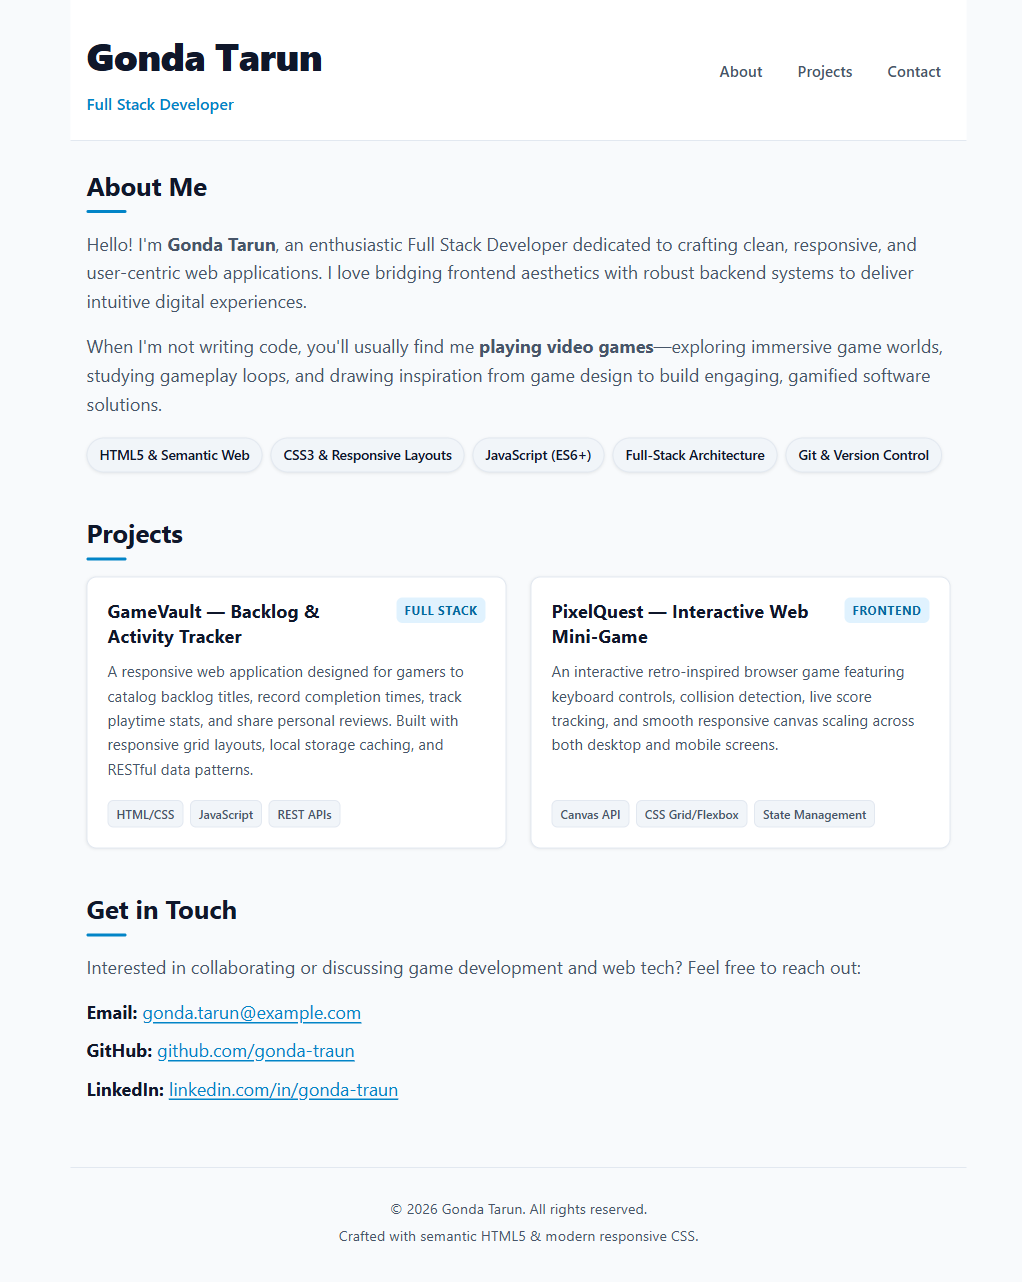 Gonda Tarun
Full Stack Developer
About
Projects
Contact
About Me
Hello! I'm Gonda Tarun, an enthusiastic Full Stack Developer dedicated to crafting clean, responsive, and
user-centric web applications. I love bridging frontend aesthetics with robust backend systems to deliver
intuitive digital experiences.
When I'm not writing code, you'll usually find me playing video games—exploring immersive game worlds,
studying gameplay loops, and drawing inspiration from game design to build engaging, gamified software
solutions.
HTML5 & Semantic Web
CSS3 & Responsive Layouts
JavaScript (ES6+)
Full-Stack Architecture
Git & Version Control
Projects
GameVault — Backlog &
Activity Tracker
FULL STACK
A responsive web application designed for gamers to
catalog backlog titles, record completion times, track
playtime stats, and share personal reviews. Built with
responsive grid layouts, local storage caching, and
RESTful data patterns.
HTML/CSS
JavaScript
REST APIs
PixelQuest — Interactive Web
Mini-Game
FRONTEND
An interactive retro-inspired browser game featuring
keyboard controls, collision detection, live score
tracking, and smooth responsive canvas scaling across
both desktop and mobile screens.
Canvas API
CSS Grid/Flexbox
State Management
Get in Touch
Interested in collaborating or discussing game development and web tech? Feel free to reach out:
Email: gonda.tarun@example.com
GitHub: github.com/gonda-traun
LinkedIn: linkedin.com/in/gonda-traun
© 2026 Gonda Tarun. All rights reserved.
Crafted with semantic HTML5 & modern responsive CSS.